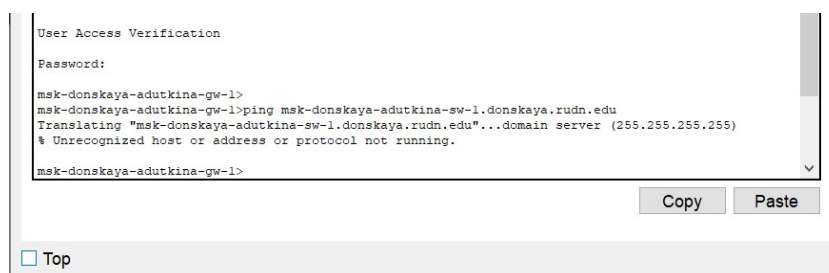 User Access Verification
Password:
msk-donskaya-adutkina-gw-1>
msk-donskaya-adutkina-gw-1>ping msk-donskaya-adutkina-sw-1.donskaya.rudn.edu
Translating "msk-donskaya-adutkina-sw-1.donskaya.rudn.edu"...domain server (255.255.255.255)
% Unrecognized host or address or protocol not running.
msk-donskaya-adutkina-gw-1>
Copy Paste
Top